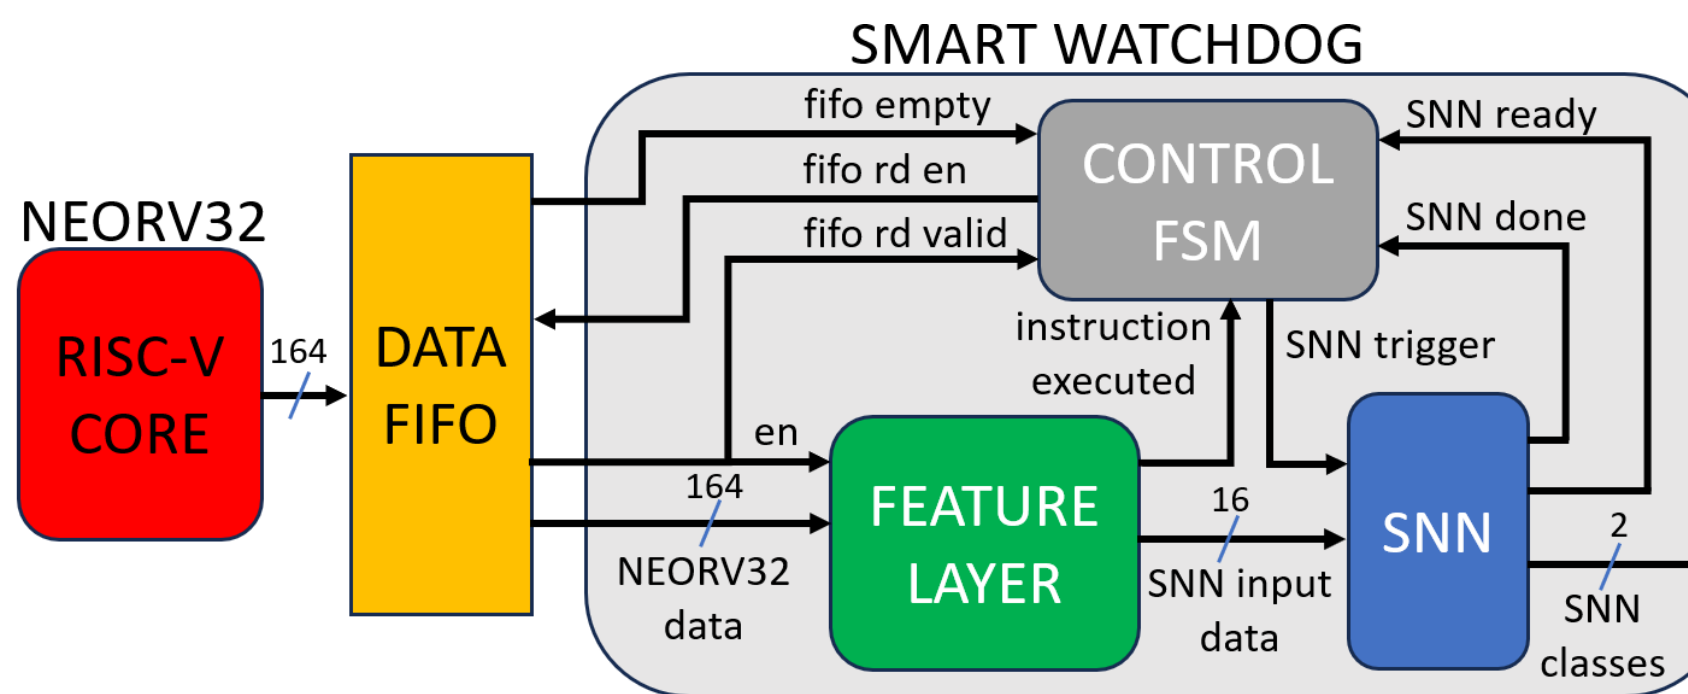 SMART WATCHDOG
fifo empty
SNN ready
CONTROL
FSM
fifo rd en
NEORV32
SNN done
fifo rd valid
RISC-V
CORE
164
DATA
FIFO
instruction
executed
SNN trigger
en
164
NEORV32
data
FEATURE
LAYER
16
SNN input
data
SNN
2
SNN
classes